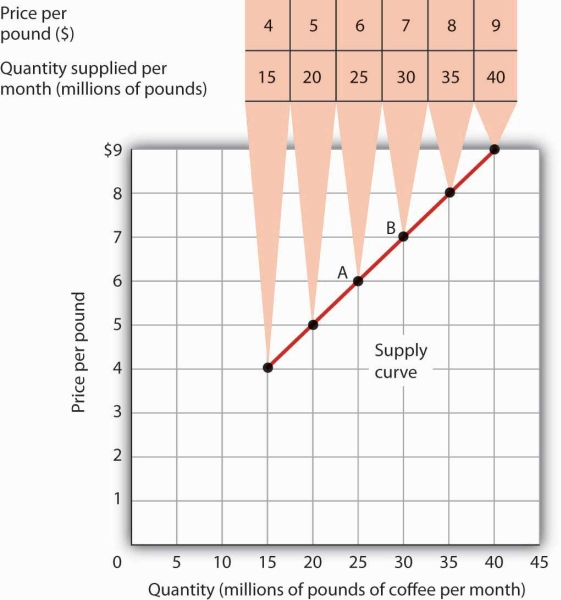 Price per
pound ($)
4 5 6 7 8 9
Quantity supplied per
month (millions of pounds)
15 20 25 30 35 40
$9
8
7
B
6
A
5
Supply
curve
4
3
2
1
Price per pound
0 5 10 15 20 25 30 35 40 45
Quantity (millions of pounds of coffee per month)